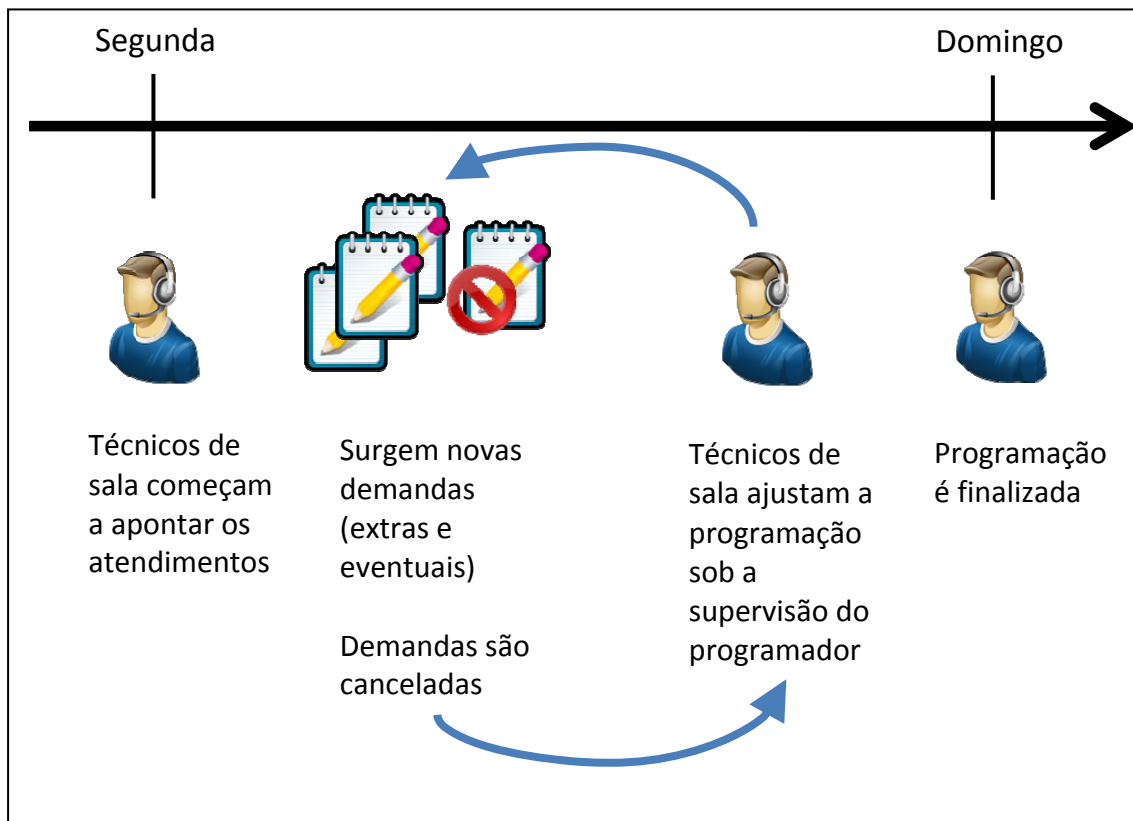 Segunda
Domingo
Técnicos de
sala começam
a apontar os
atendimentos
Surgem novas
demandas
(extras e
eventuais)
Demandas são
canceladas
Técnicos de
sala ajustam a
programação
sob a
supervisão do
programador
Programação
é finalizada